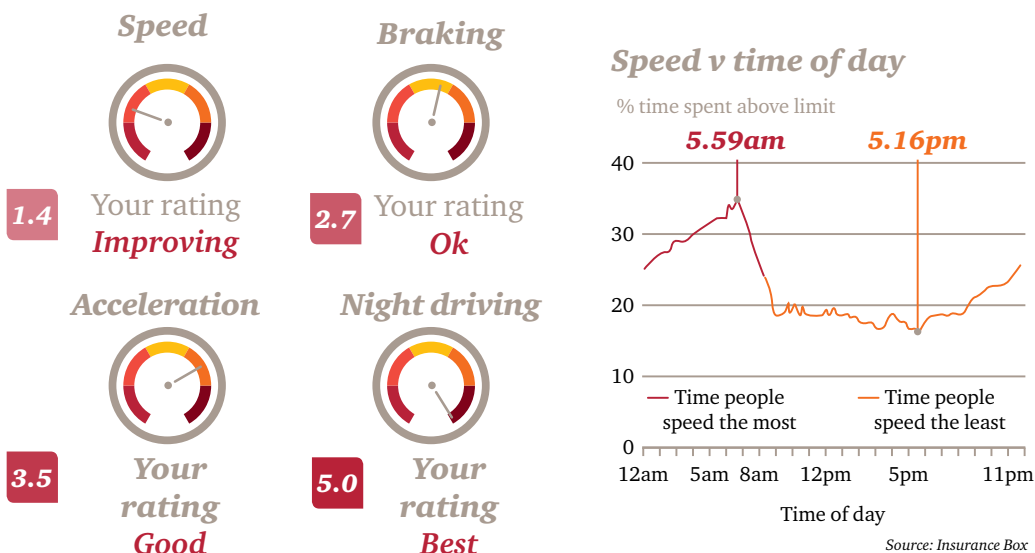 Speed
1.4
Your rating
Improving
Braking
2.7
Your rating
Ok
Acceleration
3.5
Your
rating
Good
Night driving
5.0
Your
rating
Best
Speed v time of day
% time spent above limit
5.59am
5.16pm
40
30
20
10
0
Time people
speed the most
Time people
speed the least
12am 5am 8am 12pm 5pm 11pm
Time of day
Source: Insurance Box